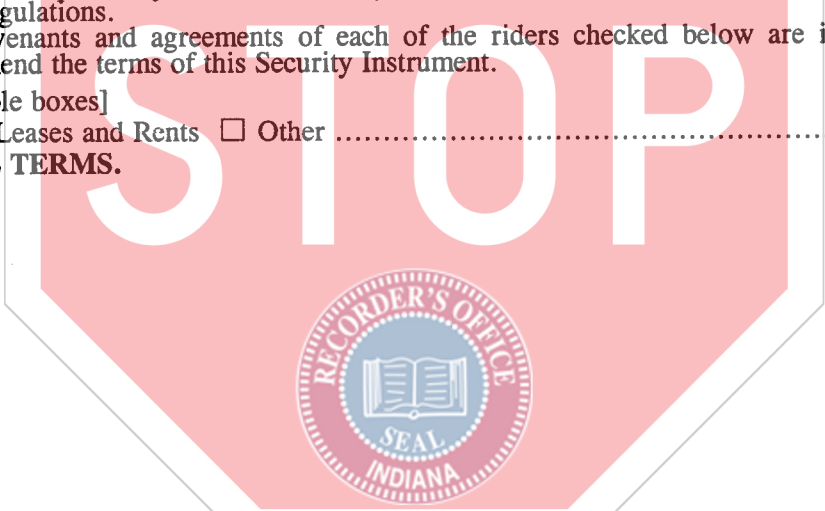 gulations.
venants and agreements of each of the riders checked below are
end the terms of this Security Instrument.
le boxes]
Leases and Rents ☐ Other ..........................................................................
TERMS.
STOP
RECORDER'S OFFICE
SEAL
INDIANA